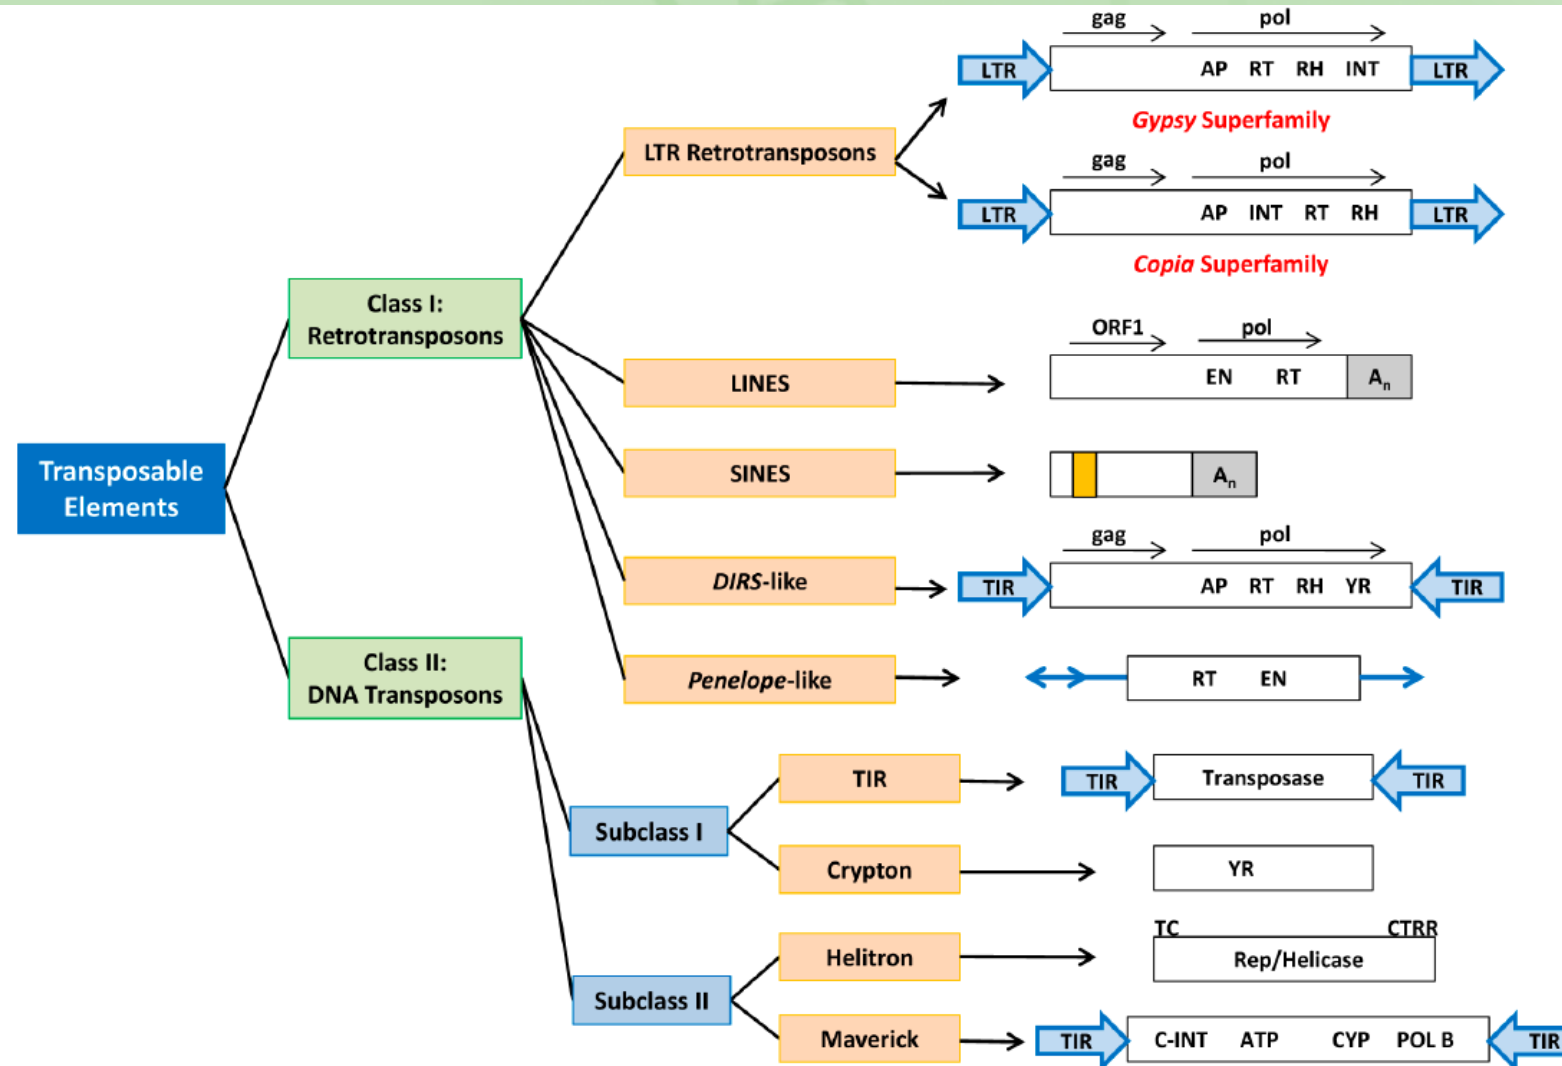 gag pol
LTR AP RT RH INT LTR
Gypsy Superfamily
LTR Retrotransposons
gag pol
LTR AP INT RT RH LTR
Copia Superfamily
Class I:
Retrotransposons
ORF1 pol
LINES EN RT An
Transposable
Elements
SINES An
gag pol
DIRS-like TIR AP RT RH YR TIR
Class II:
DNA Transposons
Penelope-like RT EN
TIR TIR Transposase TIR
Subclass I
Crypton YR
TC CTRR
Helitron Rep/Helicase
Subclass II
Maverick TIR C-INT ATP CYP POL B TIR